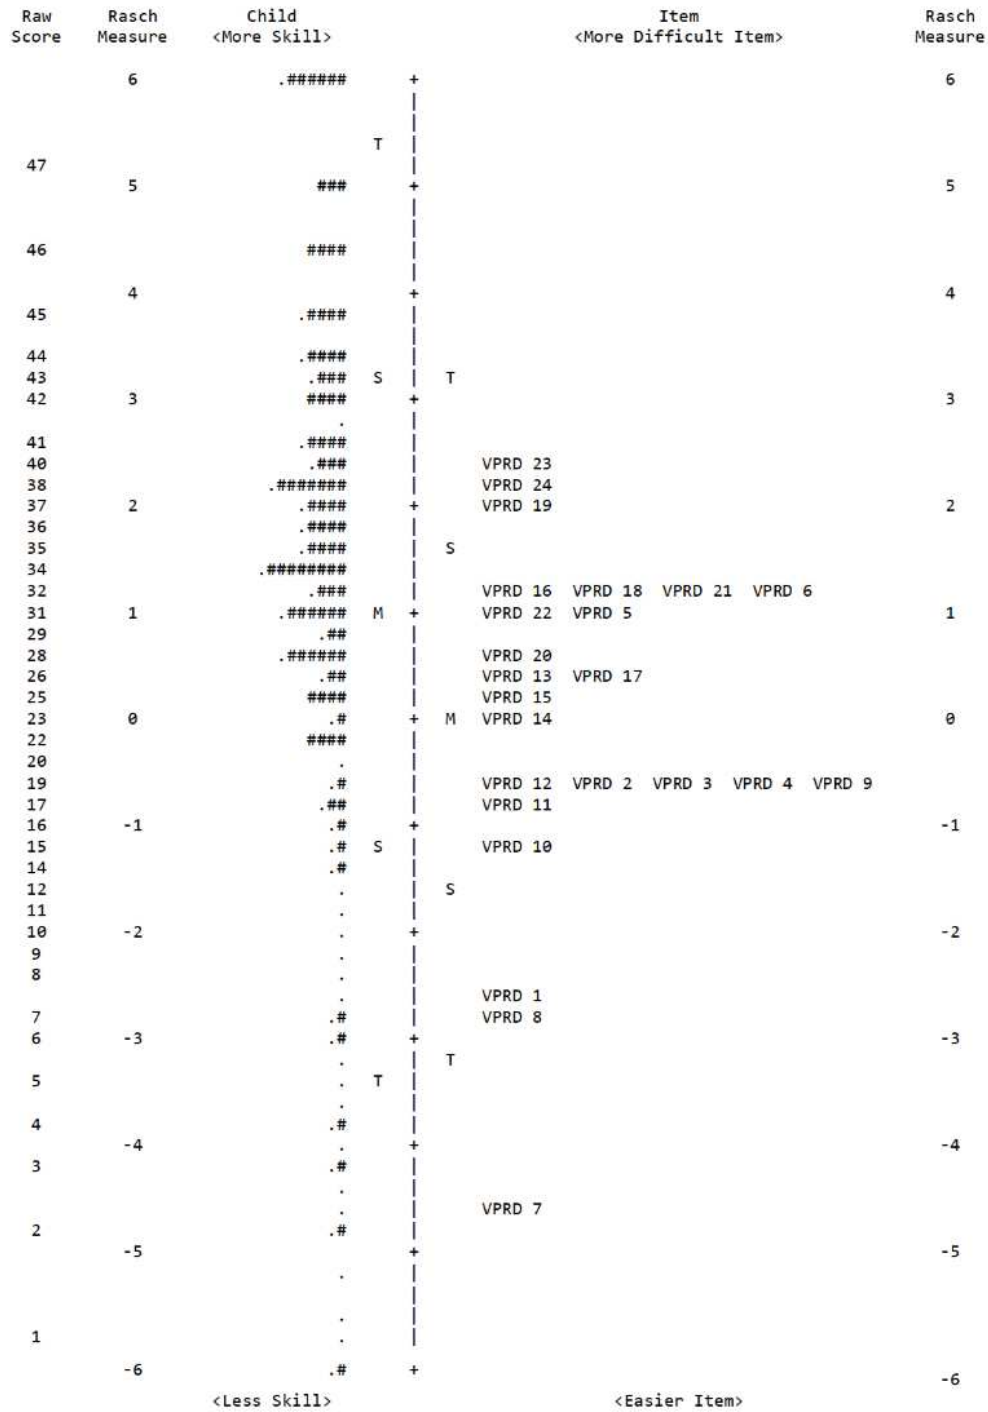 Raw Rasch Child Item Rasch
Score Measure <More Skill> <More Difficult Item> Measure
6 .###### + 6
|
|
T |
47 |
5 ### + 5
|
|
46 #### |
|
4 + 4
45 .#### |
|
44 .#### |
43 .### S | T
42 3 #### + 3
. |
41 .#### |
40 .### | VPRD 23
38 .####### | VPRD 24
37 2 .#### + VPRD 19 2
36 .#### |
35 .#### | S
34 .######## |
32 .### | VPRD 16 VPRD 18 VPRD 21 VPRD 6
31 1 .###### M + VPRD 22 VPRD 5 1
29 .## |
28 .###### | VPRD 20
26 .## | VPRD 13 VPRD 17
25 #### | VPRD 15
23 0 .# + M VPRD 14 0
22 #### |
20 . |
19 .# | VPRD 12 VPRD 2 VPRD 3 VPRD 4 VPRD 9
17 .## | VPRD 11
16 -1 .# + -1
15 .# S | VPRD 10
14 .# |
12 . | S
11 . |
10 -2 . + -2
9 . |
8 . |
. | VPRD 1
7 .# | VPRD 8
6 -3 .# + -3
. | T
5 . T |
. |
4 .# |
-4 . + -4
3 .# |
. |
. | VPRD 7
2 .# |
-5 + -5
. |
|
. |
1 . |
-6 .# + -6
<Less Skill> <Easier Item>